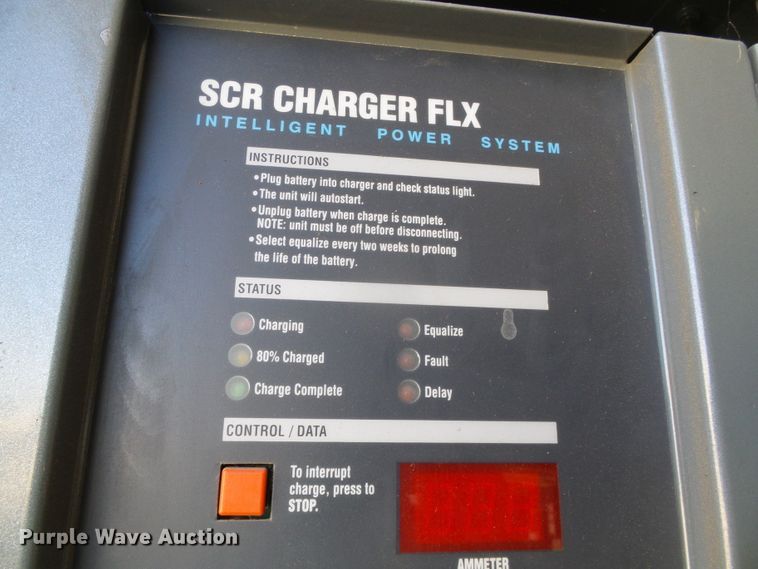 SCR CHARGER FLX
INTELLIGENT POWER SYSTEM
INSTRUCTIONS
•Plug battery into charger and check status light.
•The unit will autostart.
•Unplug battery when charge is complete.
NOTE: unit must be off before disconnecting.
•Select equalize every two weeks to prolong
the life of the battery.
STATUS
Charging
Equalize
80% Charged
Fault
Charge Complete
Delay
CONTROL / DATA
To interrupt
charge, press to
STOP.
AMMETER
Purple Wave Auction